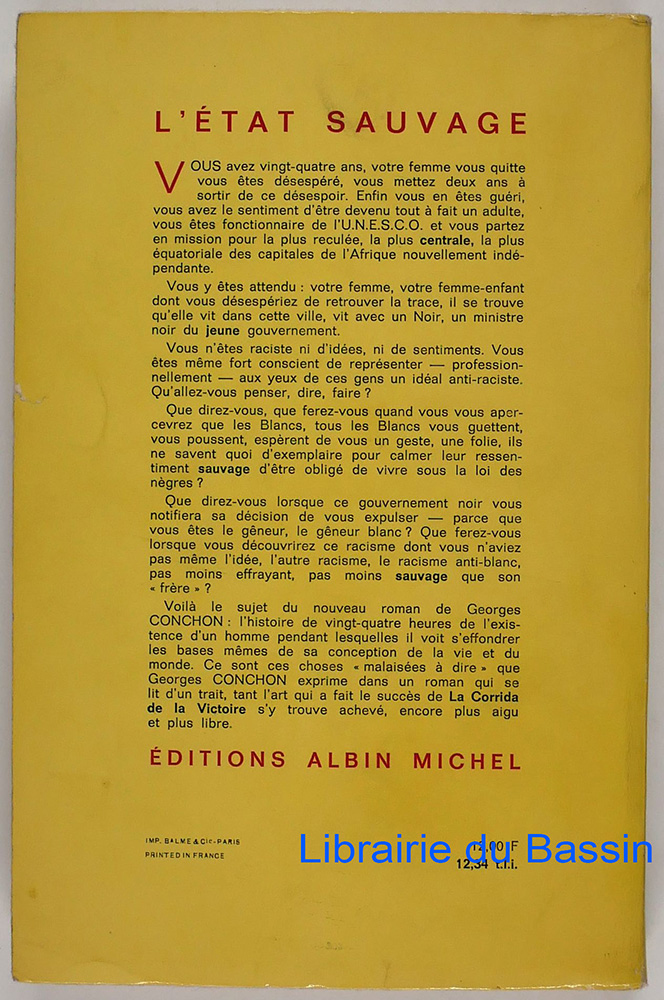 L'ÉTAT SAUVAGE
VOUS avez vingt-quatre ans, votre femme vous quitte
vous êtes désespéré, vous mettez deux ans à
sortir de ce désespoir. Enfin vous en êtes guéri,
vous avez le sentiment d'être devenu tout à fait un adulte,
vous êtes fonctionnaire de l'U.N.E.S.C.O. et vous partez
en mission pour la plus reculée, la plus centrale, la plus
équatoriale des capitales de l'Afrique nouvellement indé-
pendante.
Vous y êtes attendu : votre femme, votre femme-enfant
dont vous désespériez de retrouver la trace, il se trouve
qu'elle vit dans cette ville, vit avec un Noir, un ministre
noir du jeune gouvernement.
Vous n'êtes raciste ni d'idées, ni de sentiments. Vous
êtes même fort conscient de représenter — profession-
nellement — aux yeux de ces gens un idéal anti-raciste.
Qu'allez-vous penser, dire, faire ?
Que direz-vous, que ferez-vous quand vous vous aper-
cevrez que les Blancs, tous les Blancs vous guettent,
vous poussent, espèrent de vous un geste, une folie, ils
ne savent quoi d'exemplaire pour calmer leur ressen-
timent sauvage d'être obligé de vivre sous la loi des
nègres ?
Que direz-vous lorsque ce gouvernement noir vous
notifiera sa décision de vous expulser — parce que
vous êtes le gêneur, le gêneur blanc ? Que ferez-vous
lorsque vous découvrirez ce racisme dont vous n'aviez
pas même l'idée, l'autre racisme, le racisme anti-blanc,
pas moins effrayant, pas moins sauvage que son
« frère » ?
Voilà le sujet du nouveau roman de Georges
CONCHON : l'histoire de vingt-quatre heures de l'exis-
tence d'un homme pendant lesquelles il voit s'effondrer
les bases mêmes de sa conception de la vie et du
monde. Ce sont ces choses « malaisées à dire » que
Georges CONCHON exprime dans un roman qui se
lit d'un trait, tant l'art qui a fait le succès de La Corrida
de la Victoire s'y trouve achevé, encore plus aigu
et plus libre.
ÉDITIONS ALBIN MICHEL
IMP. BALME & Cie - PARIS
PRINTED IN FRANCE
12,00 F
12,34 t.l.i.
Librairie du Bassin